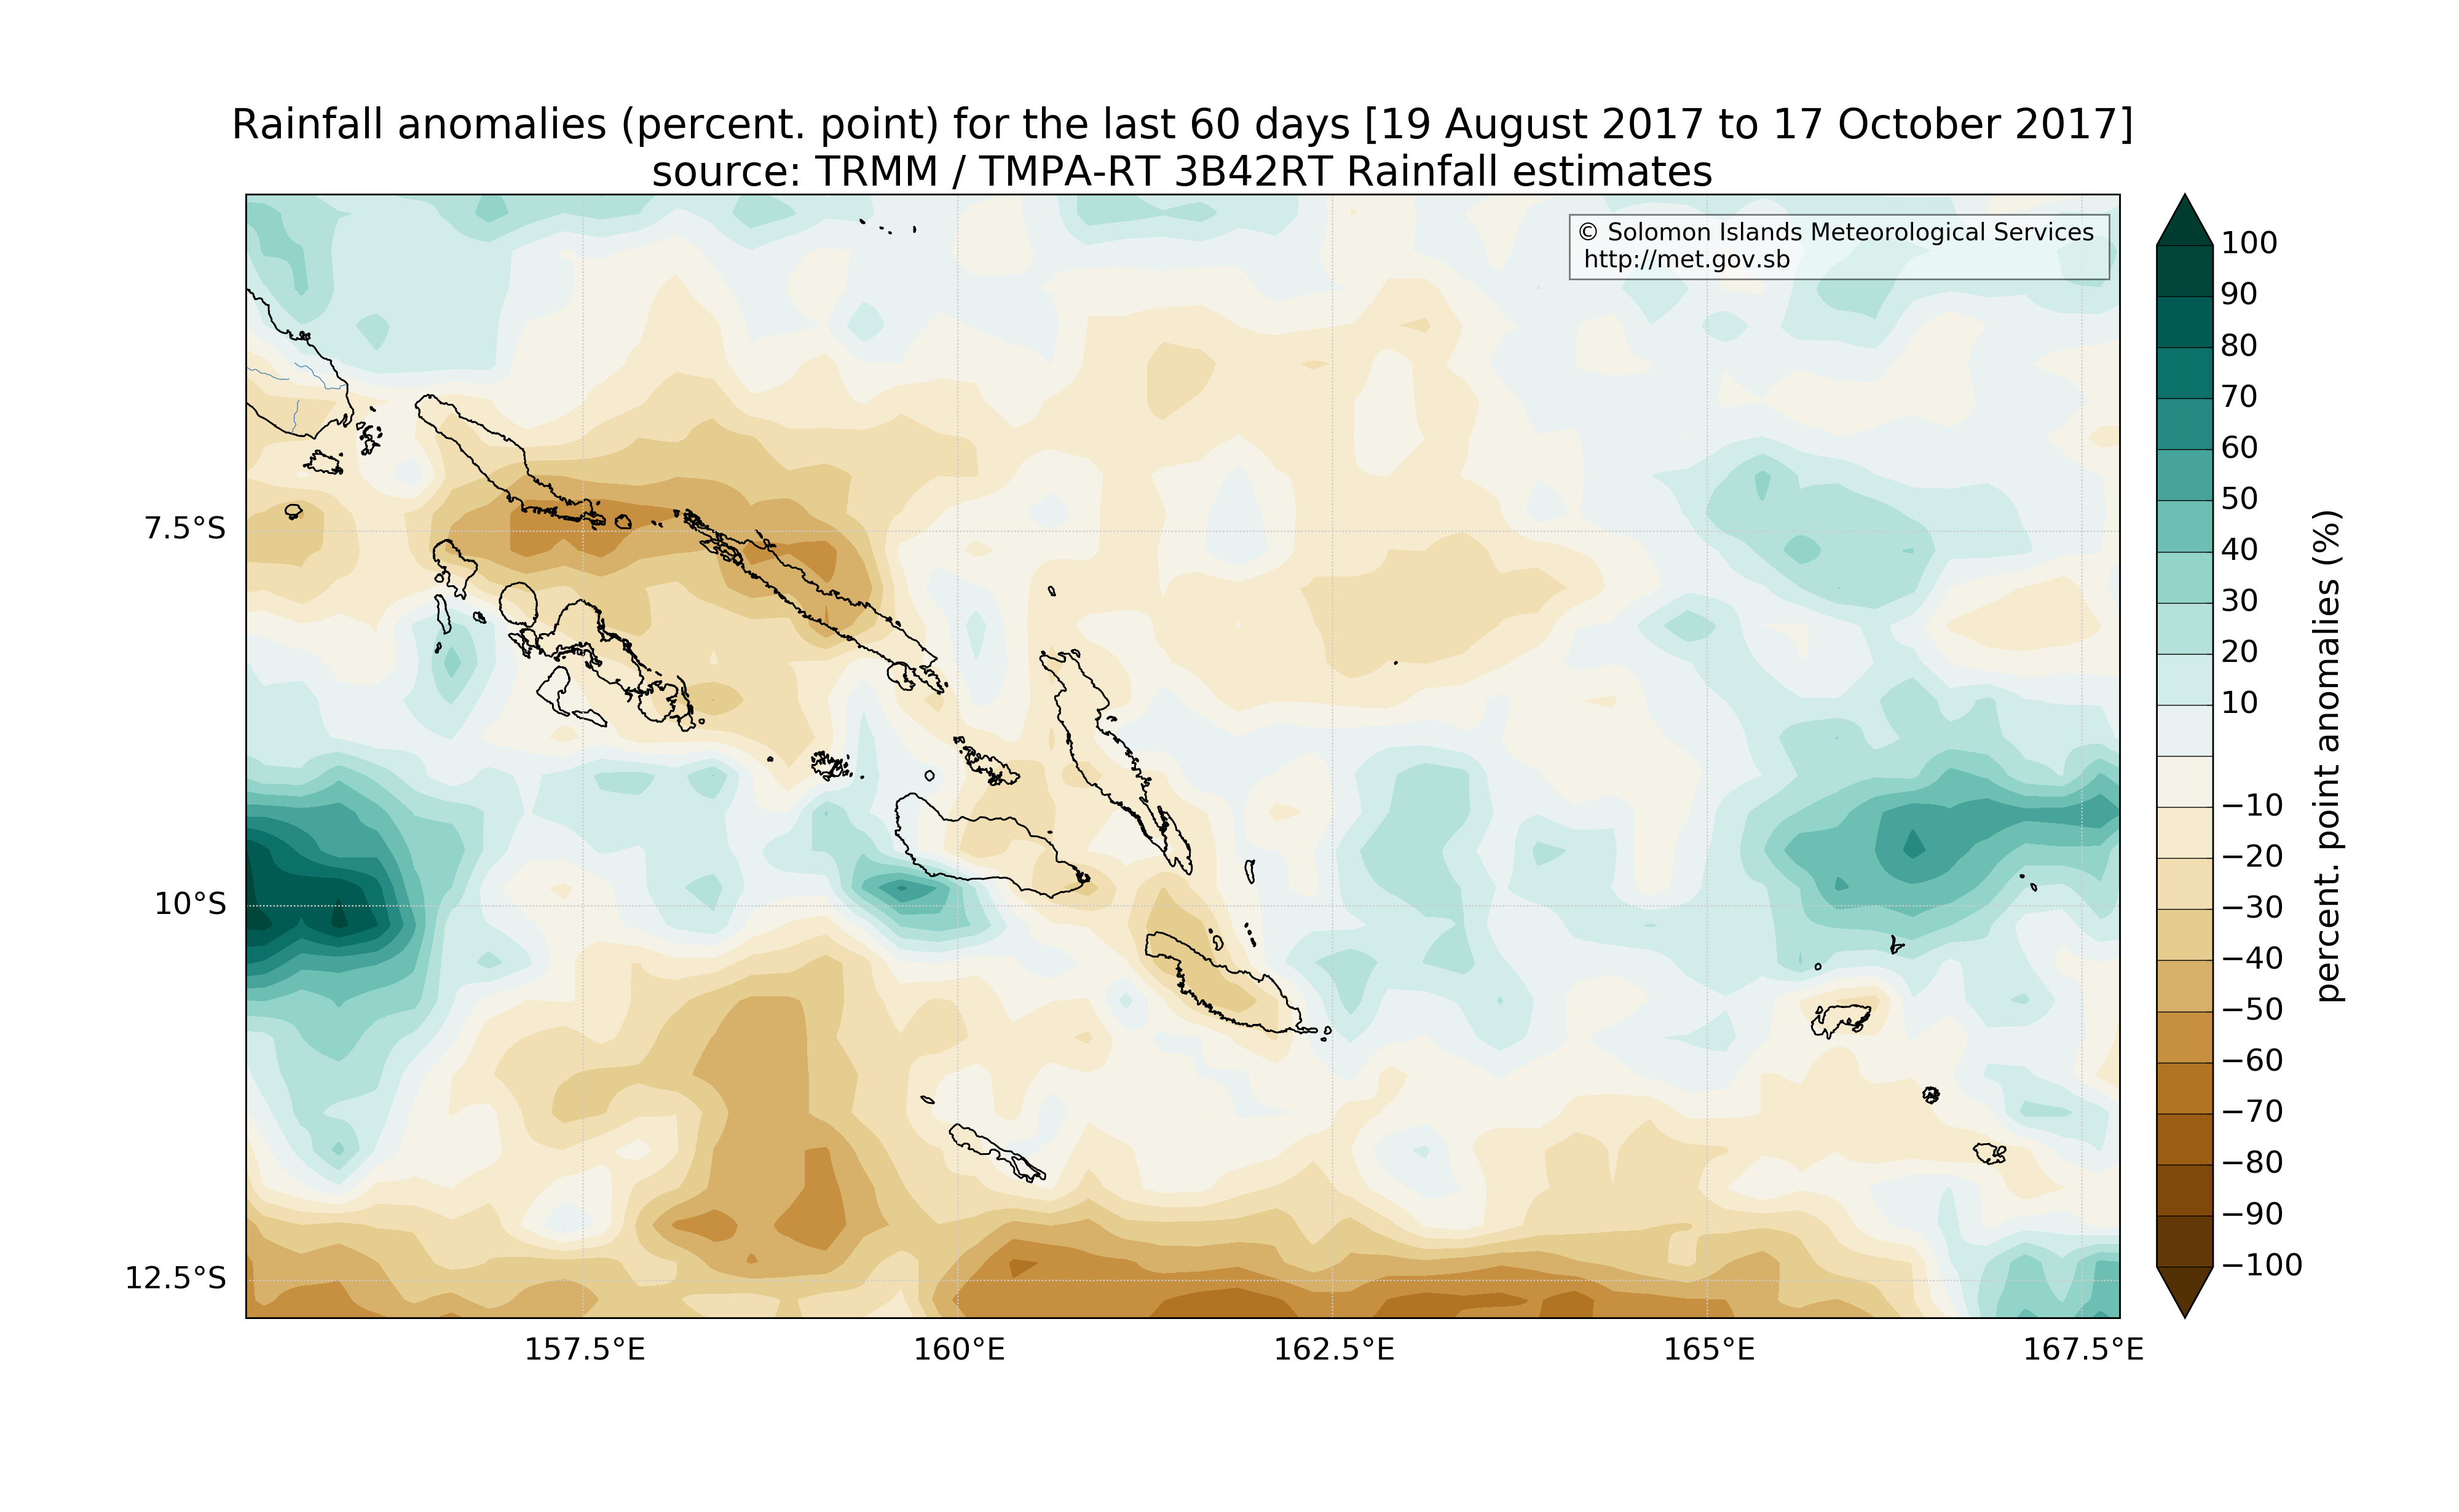 Rainfall anomalies (percent. point) for the last 60 days [19 August 2017 to 17 October 2017]
source: TRMM / TMPA-RT 3B42RT Rainfall estimates
© Solomon Islands Meteorological Services
http://met.gov.sb
7.5°S
10°S
12.5°S
157.5°E
160°E
162.5°E
165°E
167.5°E
100
90
80
70
60
50
40
30
20
10
−10
−20
−30
−40
−50
−60
−70
−80
−90
−100
percent. point anomalies (%)